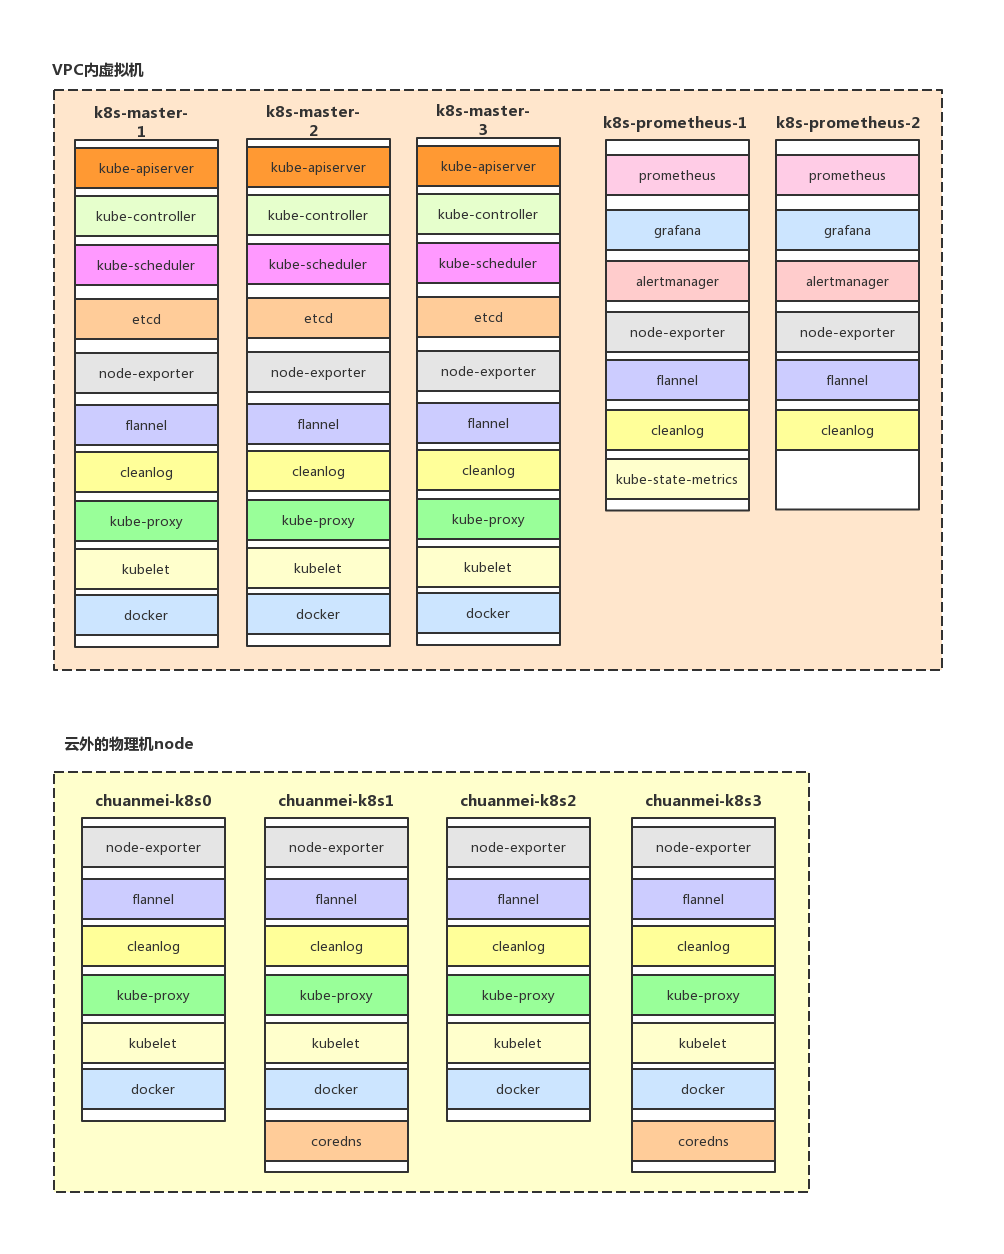 VPC内虚拟机
k8s-master-
1
kube-apiserver
kube-controller
kube-scheduler
etcd
node-exporter
flannel
cleanlog
kube-proxy
kubelet
docker
k8s-master-
2
kube-apiserver
kube-controller
kube-scheduler
etcd
node-exporter
flannel
cleanlog
kube-proxy
kubelet
docker
k8s-master-
3
kube-apiserver
kube-controller
kube-scheduler
etcd
node-exporter
flannel
cleanlog
kube-proxy
kubelet
docker
k8s-prometheus-1
prometheus
grafana
alertmanager
node-exporter
flannel
cleanlog
kube-state-metrics
k8s-prometheus-2
prometheus
grafana
alertmanager
node-exporter
flannel
cleanlog
云外的物理机node
chuanmei-k8s0
node-exporter
flannel
cleanlog
kube-proxy
kubelet
docker
chuanmei-k8s1
node-exporter
flannel
cleanlog
kube-proxy
kubelet
docker
coredns
chuanmei-k8s2
node-exporter
flannel
cleanlog
kube-proxy
kubelet
docker
chuanmei-k8s3
node-exporter
flannel
cleanlog
kube-proxy
kubelet
docker
coredns